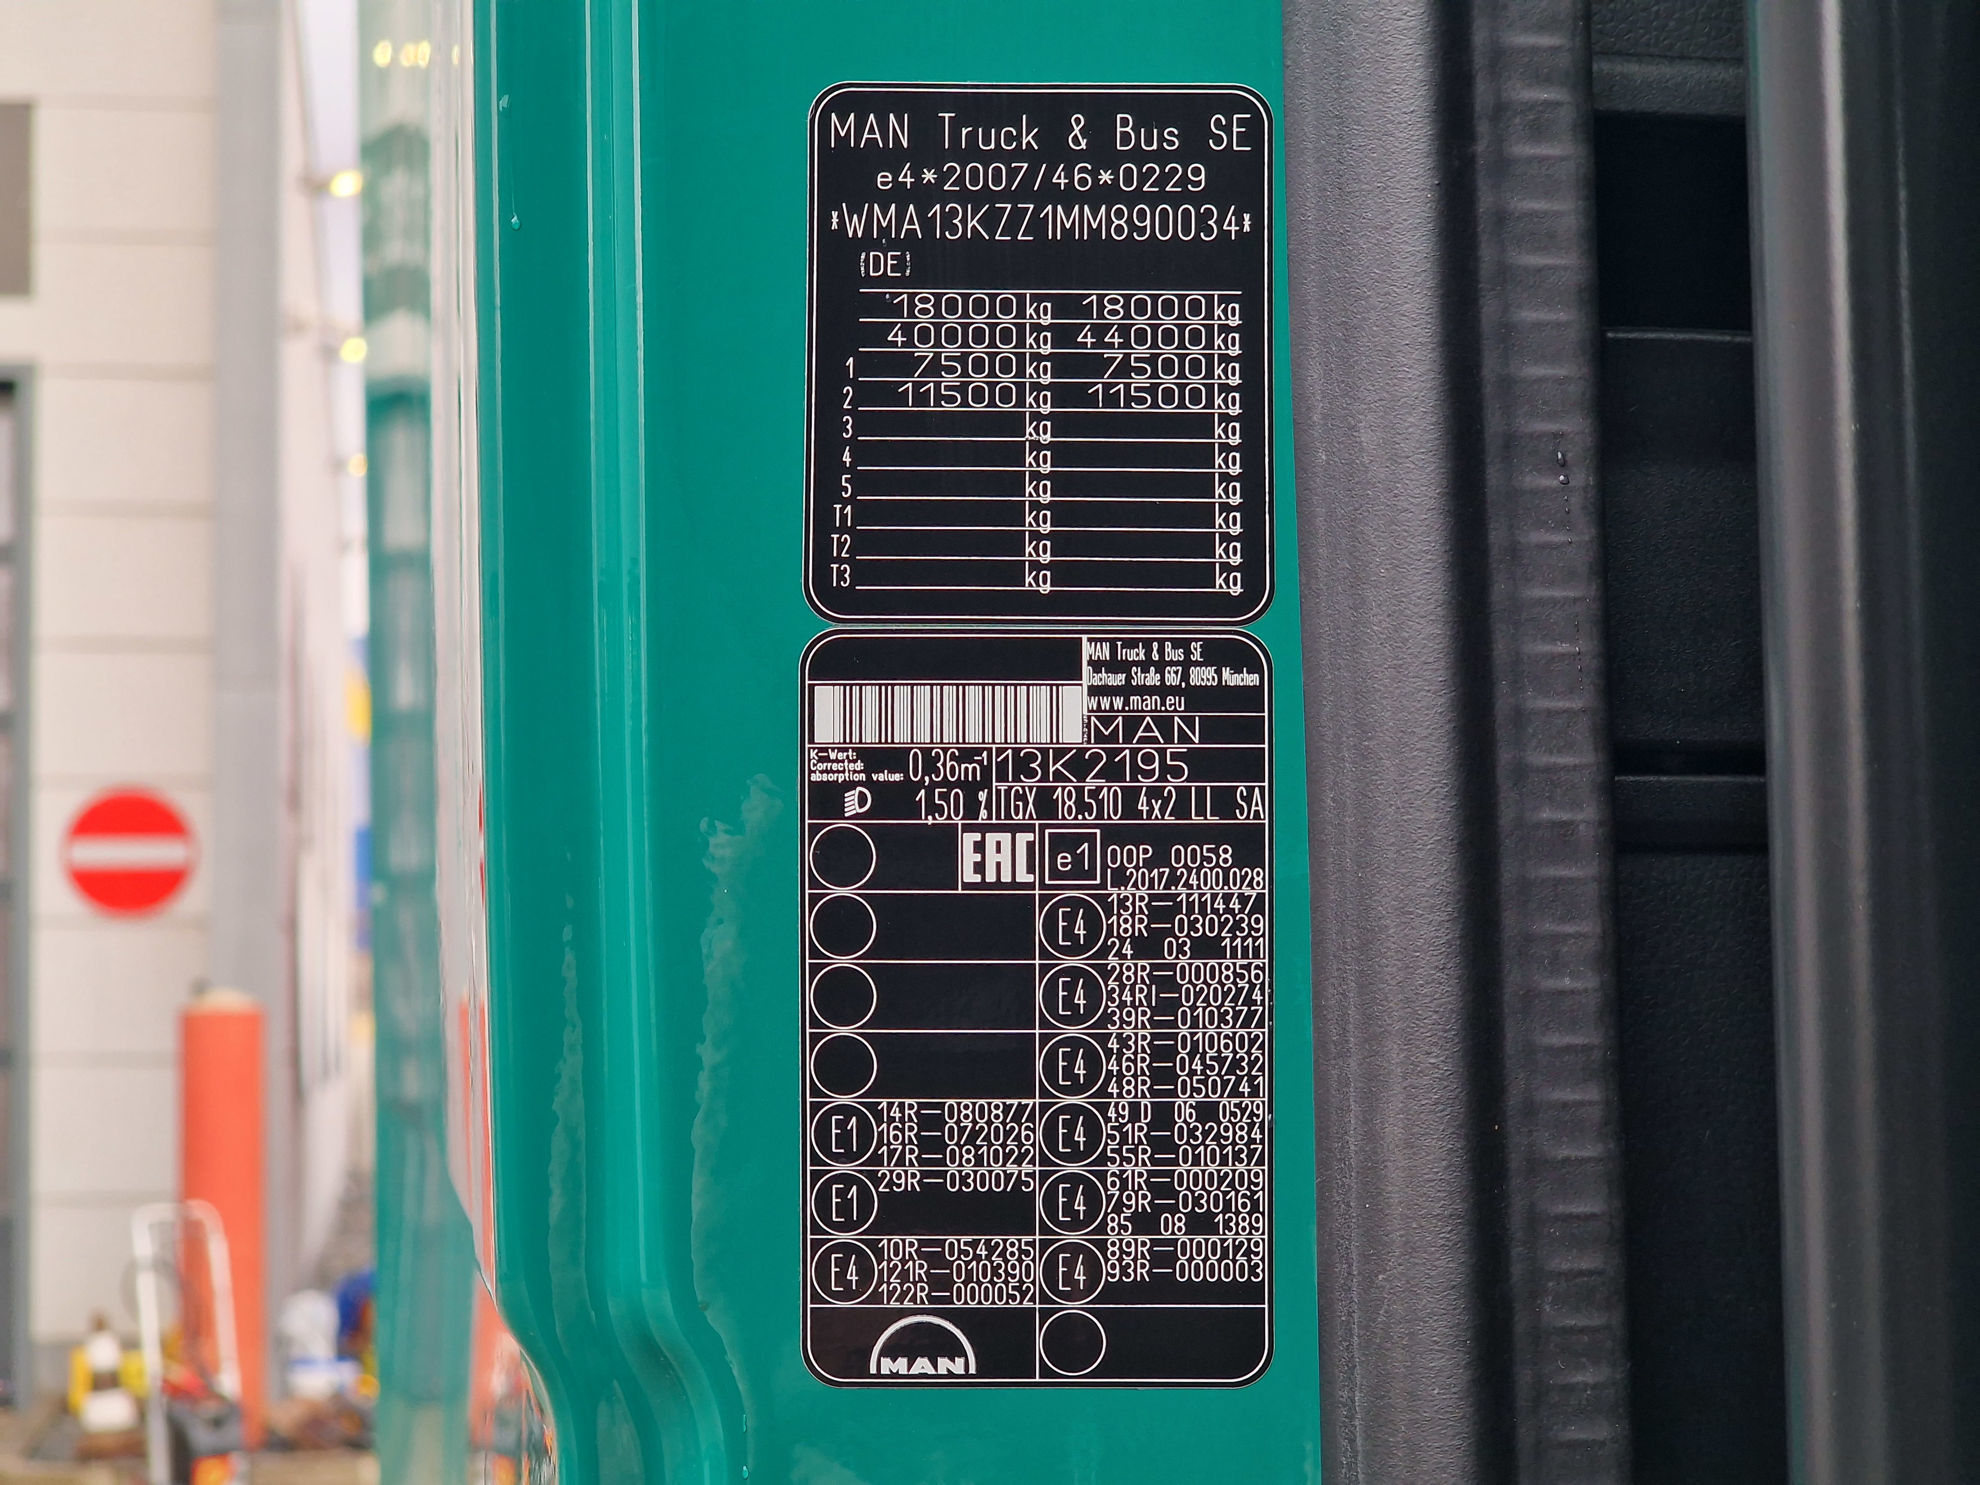 MAN Truck & Bus SE
e4*2007/46*0229
*WMA13KZZ1MM890034*
DE
18000 kg 18000 kg
40000 kg 44000 kg
1 7500 kg 7500 kg
2 11500 kg 11500 kg
3 kg kg
4 kg kg
5 kg kg
T1 kg kg
T2 kg kg
T3 kg kg
MAN Truck & Bus SE
Dachauer Straße 667, 80995 München
www.man.eu
MAN
K-Wert:
Corrected:
absorption value: 0,36m⁻¹
13K2195
1,50 %
TGX 18.510 4x2 LL SA
EAC
e1
00P 0058
L.2017.2400.028
E4
13R-111447
18R-030239
24 03 1111
E4
28R-000856
34RI-020274
39R-010377
E4
43R-010602
46R-045732
48R-050741
E1
14R-080877
16R-072026
17R-081022
E4
49 D 06 0529
51R-032984
55R-010137
E1
29R-030075
E4
61R-000209
79R-030161
85 08 1389
E4
10R-054285
121R-010390
122R-000052
E4
89R-000129
93R-000003
MAN